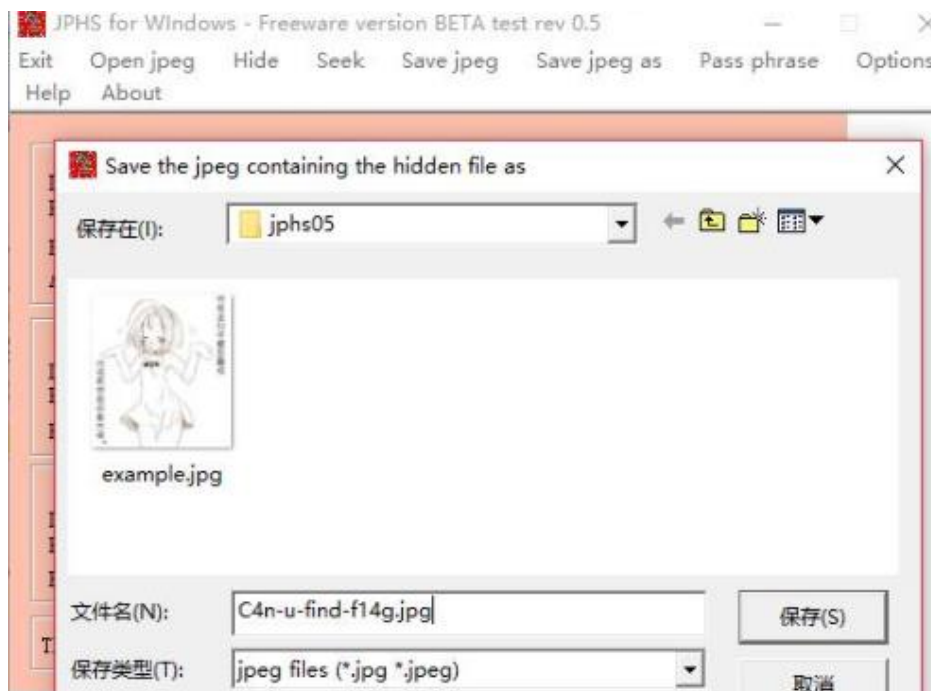 JPHS for WIndows - Freeware version BETA test rev 0.5
Exit Open jpeg Hide Seek Save jpeg Save jpeg as Pass phrase Options
Help About
Save the jpeg containing the hidden file as
保存在(I): jphs05
example.jpg
文件名(N): C4n-u-find-f14g.jpg 保存(S)
保存类型(T): jpeg files (*.jpg *.jpeg) 取消